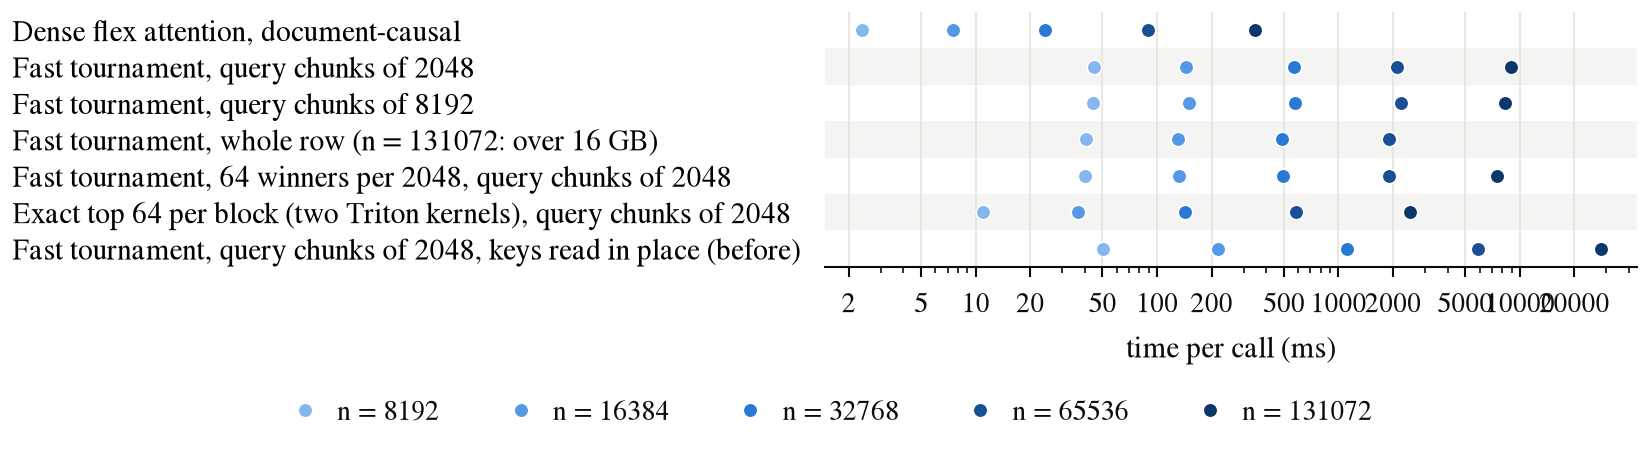 Dense flex attention, document-causal
Fast tournament, query chunks of 2048
Fast tournament, query chunks of 8192
Fast tournament, whole row (n = 131072: over 16 GB)
Fast tournament, 64 winners per 2048, query chunks of 2048
Exact top 64 per block (two Triton kernels), query chunks of 2048
Fast tournament, query chunks of 2048, keys read in place (before)
2 5 10 20 50 100 200 500 1000 2000 5000 10000 20000
time per call (ms)
n = 8192 n = 16384 n = 32768 n = 65536 n = 131072